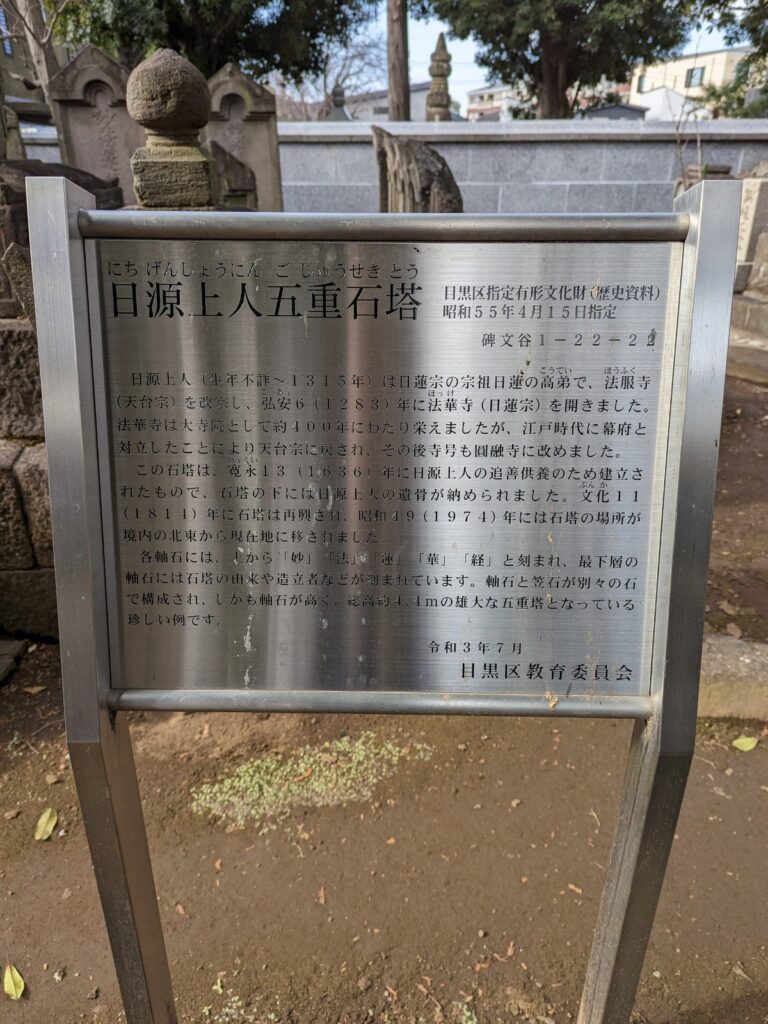 にちげんしょうにん ごじゅうせきとう
日源上人五重石塔
目黒区指定有形文化財(歴史資料)
昭和55年4月15日指定
碑文谷1-22-22
日源上人(生年不詳~1315年)は日蓮宗の宗祖日蓮の高弟で、法服寺
こうてい ほうふく
(天台宗)を改宗し、弘安6(1283)年に法華寺(日蓮宗)を開きました。
ほっけ
法華寺は大寺院として約400年にわたり栄えましたが、江戸時代に幕府と
対立したことにより天台宗に戻され、その後寺号も圓融寺に改めました。
この石塔は、寛永13(1636)年に日源上人の追善供養のため建立さ
れたもので、石塔の下には日源上人の遺骨が納められました。文化11
ぶんか
(1814)年に石塔は再興され、昭和49(1974)年には石塔の場所が
境内の北東から現在地に移されました。
各軸石には、上から「妙」「法」「蓮」「華」「経」と刻まれ、最下層の
軸石には石塔の由来や造立者などが刻まれています。軸石と笠石が別々の石
で構成され、しかも軸石が高く、総高約4.4mの雄大な五重塔となっている
珍しい例です。
令和3年7月
目黒区教育委員会